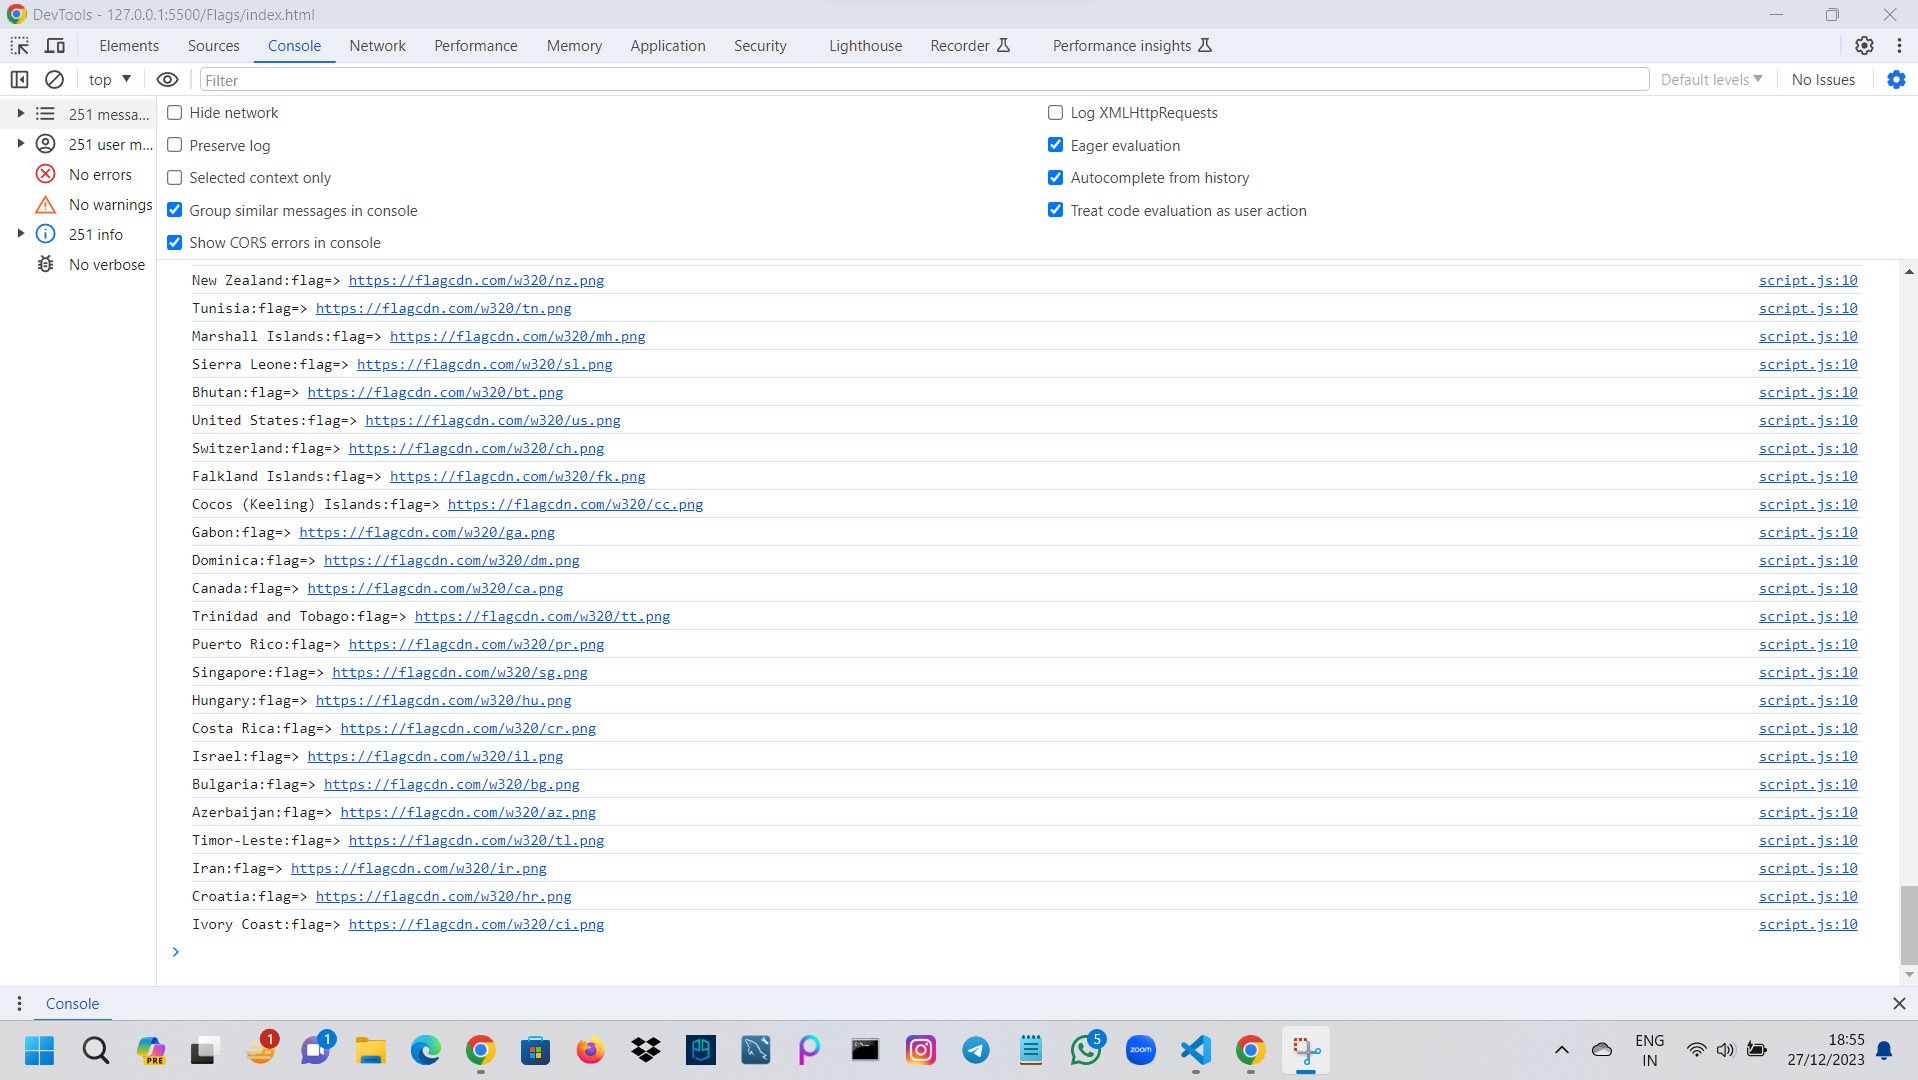 DevTools - 127.0.0.1:5500/Flags/index.html
Elements Sources Console Network Performance Memory Application Security Lighthouse Recorder Performance insights
top ▼ Filter Default levels ▼ No Issues
251 messa...
251 user m...
No errors
No warnings
251 info
No verbose
Hide network Log XMLHttpRequests
Preserve log Eager evaluation
Selected context only Autocomplete from history
Group similar messages in console Treat code evaluation as user action
Show CORS errors in console
New Zealand:flag=> https://flagcdn.com/w320/nz.png script.js:10
Tunisia:flag=> https://flagcdn.com/w320/tn.png script.js:10
Marshall Islands:flag=> https://flagcdn.com/w320/mh.png script.js:10
Sierra Leone:flag=> https://flagcdn.com/w320/sl.png script.js:10
Bhutan:flag=> https://flagcdn.com/w320/bt.png script.js:10
United States:flag=> https://flagcdn.com/w320/us.png script.js:10
Switzerland:flag=> https://flagcdn.com/w320/ch.png script.js:10
Falkland Islands:flag=> https://flagcdn.com/w320/fk.png script.js:10
Cocos (Keeling) Islands:flag=> https://flagcdn.com/w320/cc.png script.js:10
Gabon:flag=> https://flagcdn.com/w320/ga.png script.js:10
Dominica:flag=> https://flagcdn.com/w320/dm.png script.js:10
Canada:flag=> https://flagcdn.com/w320/ca.png script.js:10
Trinidad and Tobago:flag=> https://flagcdn.com/w320/tt.png script.js:10
Puerto Rico:flag=> https://flagcdn.com/w320/pr.png script.js:10
Singapore:flag=> https://flagcdn.com/w320/sg.png script.js:10
Hungary:flag=> https://flagcdn.com/w320/hu.png script.js:10
Costa Rica:flag=> https://flagcdn.com/w320/cr.png script.js:10
Israel:flag=> https://flagcdn.com/w320/il.png script.js:10
Bulgaria:flag=> https://flagcdn.com/w320/bg.png script.js:10
Azerbaijan:flag=> https://flagcdn.com/w320/az.png script.js:10
Timor-Leste:flag=> https://flagcdn.com/w320/tl.png script.js:10
Iran:flag=> https://flagcdn.com/w320/ir.png script.js:10
Croatia:flag=> https://flagcdn.com/w320/hr.png script.js:10
Ivory Coast:flag=> https://flagcdn.com/w320/ci.png script.js:10
Console
PRE 1 1 5 zoom ENG IN 18:55
27/12/2023